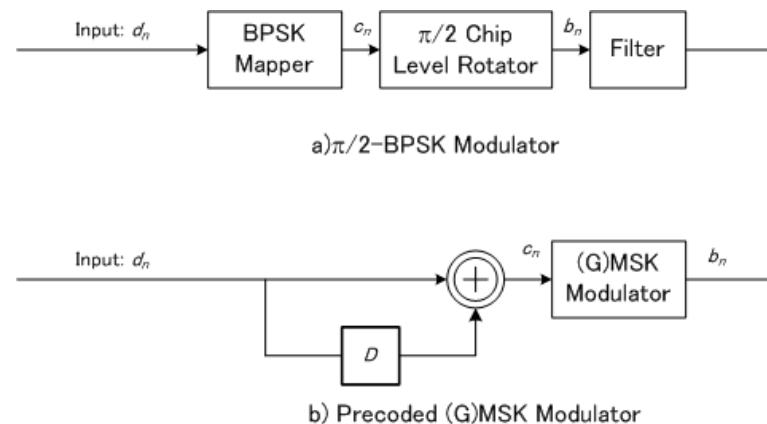 Input: dₙ
BPSK
Mapper
cₙ
π/2 Chip
Level Rotator
bₙ
Filter
a)π/2-BPSK Modulator
Input: dₙ
+
cₙ
(G)MSK
Modulator
bₙ
D
b) Precoded (G)MSK Modulator